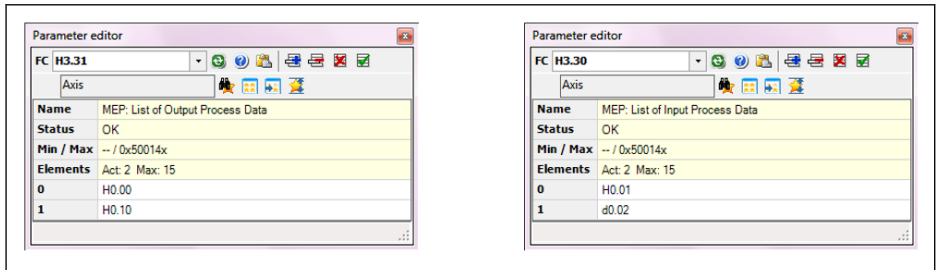 Parameter editor
FC H3.31
Axis
Name MEP: List of Output Process Data
Status OK
Min / Max -- / 0x50014x
Elements Act: 2 Max: 15
0 H0.00
1 H0.10
Parameter editor
FC H3.30
Axis
Name MEP: List of Input Process Data
Status OK
Min / Max -- / 0x50014x
Elements Act: 2 Max: 15
0 H0.01
1 d0.02